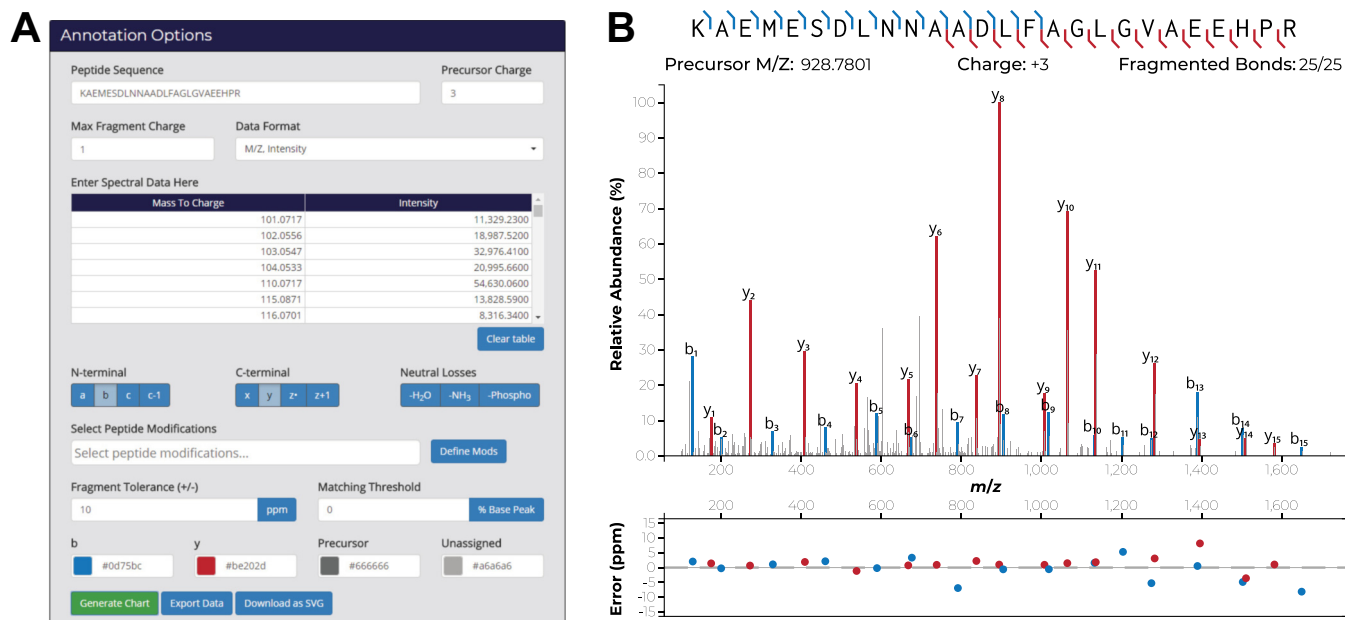 A
Annotation Options
Peptide Sequence
Precursor Charge
KAEMESDLNNAADLFAGLGVAEEHPR
3
Max Fragment Charge
Data Format
1
M/Z, Intensity
Enter Spectral Data Here
Mass To Charge Intensity
101.0717 11,329.2300
102.0556 18,987.5200
103.0547 32,976.4100
104.0533 20,995.6600
110.0717 54,630.0600
115.0871 13,828.5900
116.0701 8,316.3400
Clear table
N-terminal
C-terminal
Neutral Losses
a b c c-1
x y z• z+1
-H₂O -NH₃ -Phospho
Select Peptide Modifications
Select peptide modifications...
Define Mods
Fragment Tolerance (+/-)
Matching Threshold
10 ppm
0 % Base Peak
b
y
Precursor
Unassigned
#0d75bc
#be202d
#666666
#a6a6a6
Generate Chart
Export Data
Download as SVG
B
KAEMESDLNNAADLFAGLGVAEEHPR
Precursor M/Z: 928.7801
Charge: +3
Fragmented Bonds: 25/25
Relative Abundance (%)
100
90
80
70
60
50
40
30
20
10
0.0
b₁
y₁
b₂
y₂
b₃
y₃
b₄
y₄
b₅
y₅
b₆
y₆
b₇
y₇
y₈
b₈
y₉
b₉
y₁₀
b₁₀
y₁₁
b₁₁
b₁₂
y₁₂
b₁₃
y₁₃
b₁₄
y₁₄
y₁₅
b₁₅
200 400 600 800 1,000 1,200 1,400 1,600
m/z
200 400 600 800 1,000 1,200 1,400 1,600
Error (ppm)
15
10
5
0
-5
-10
-15